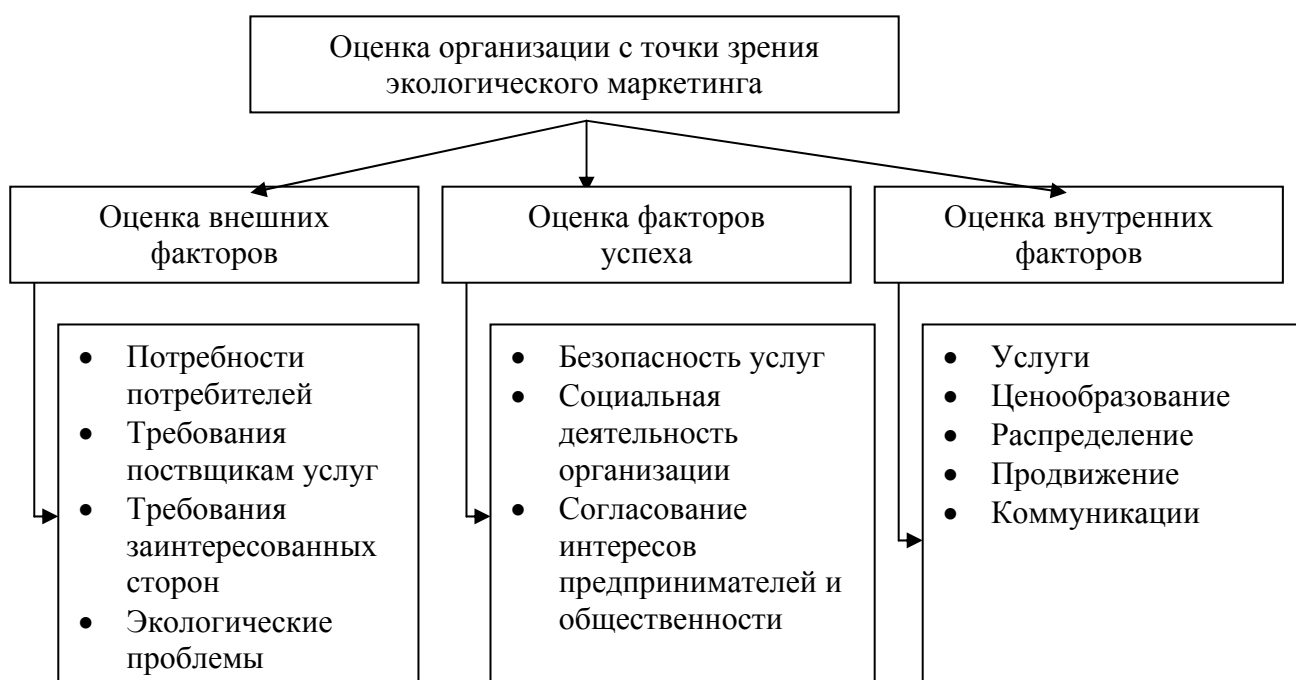 Оценка организации с точки зрения
экологического маркетинга
Оценка внешних
факторов
Оценка факторов
успеха
Оценка внутренних
факторов
• Потребности
потребителей
• Требования
поствщикам услуг
• Требования
заинтересованных
сторон
• Экологические
проблемы
• Безопасность услуг
• Социальная
деятельность
организации
• Согласование
интересов
предпринимателей и
общественности
• Услуги
• Ценообразование
• Распределение
• Продвижение
• Коммуникации